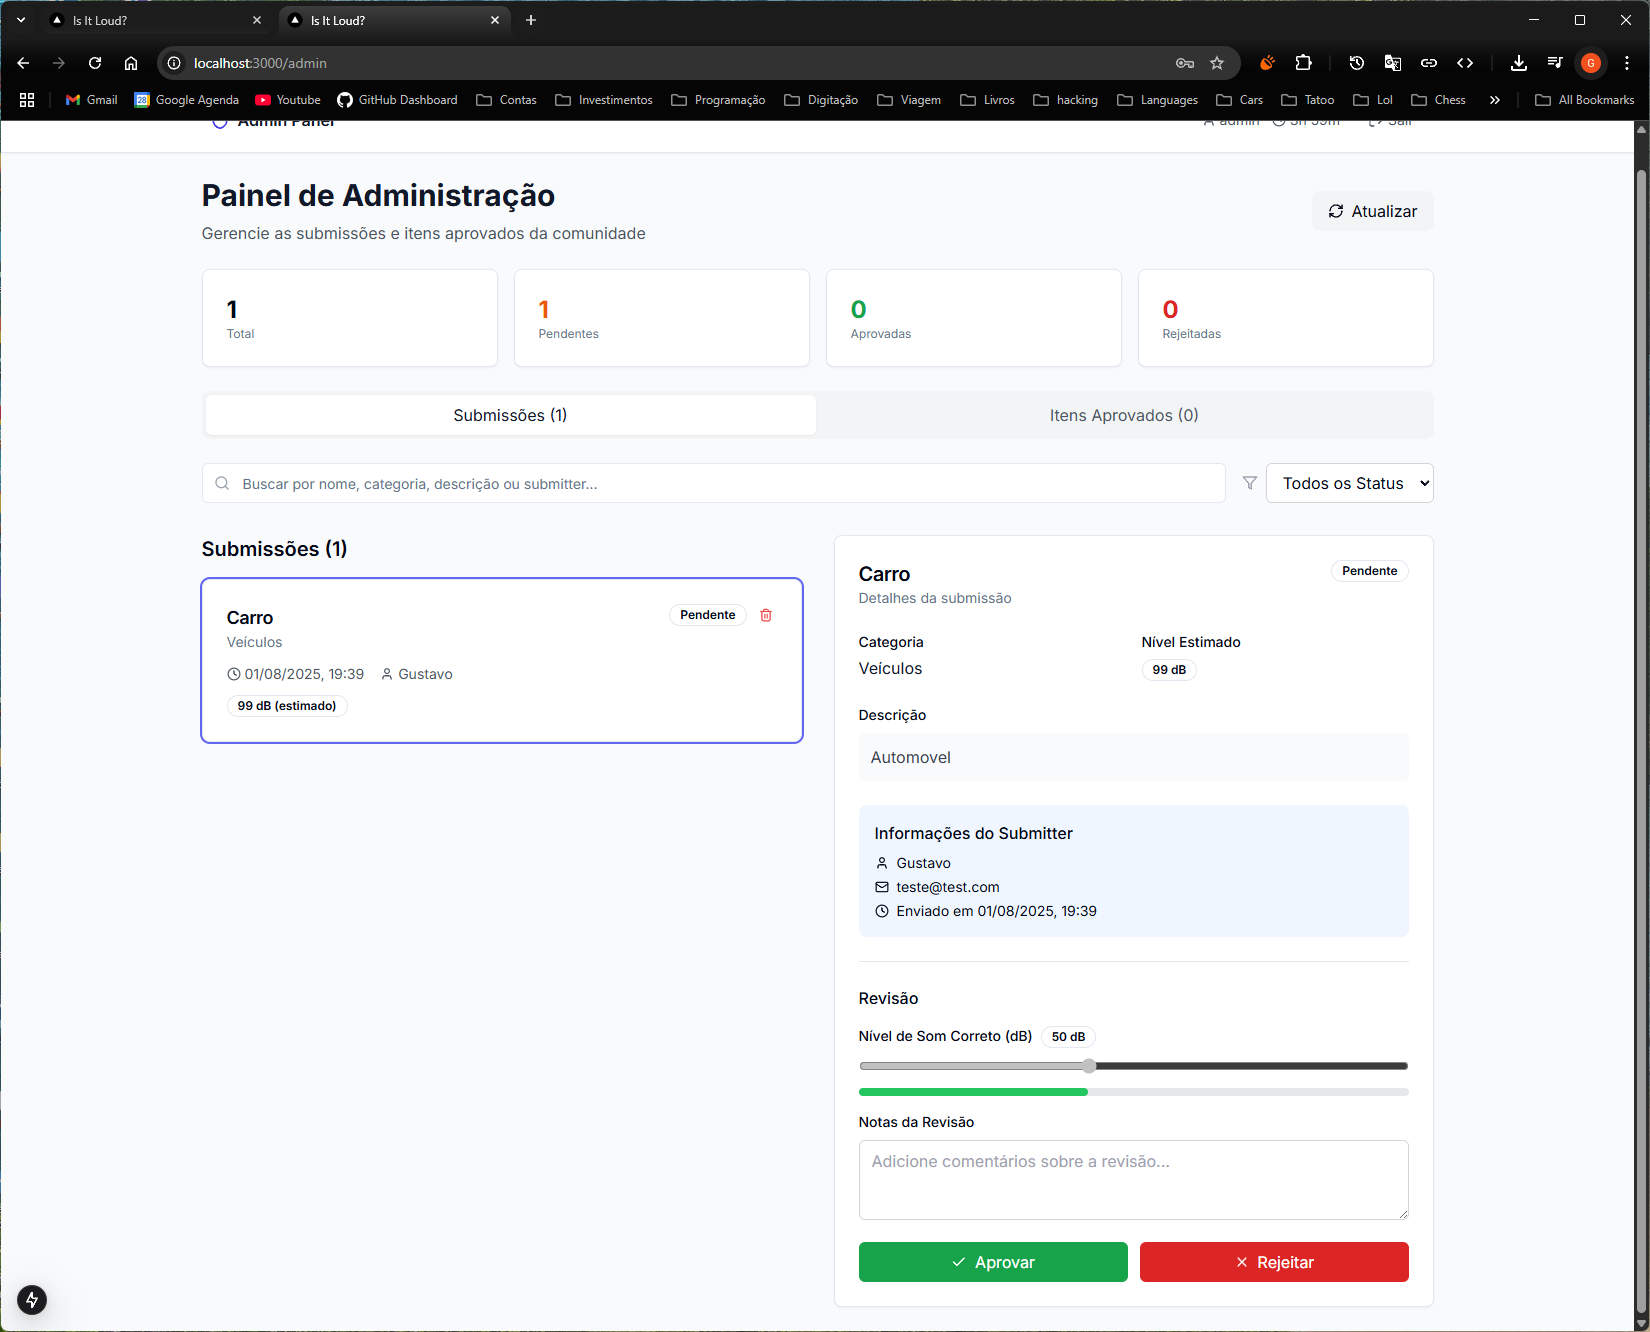 Is It Loud?
Is It Loud?
localhost:3000/admin
G
Gmail
28
Google Agenda
Youtube
GitHub Dashboard
Contas
Investimentos
Programação
Digitação
Viagem
Livros
hacking
Languages
Cars
Tatoo
Lol
Chess
All Bookmarks
Admin Panel
admin
3h 59m
Sair
Painel de Administração
Gerencie as submissões e itens aprovados da comunidade
Atualizar
1
Total
1
Pendentes
0
Aprovadas
0
Rejeitadas
Submissões (1)
Itens Aprovados (0)
Buscar por nome, categoria, descrição ou submitter...
Todos os Status
Submissões (1)
Carro
Pendente
Veículos
01/08/2025, 19:39
Gustavo
99 dB (estimado)
Carro
Pendente
Detalhes da submissão
Categoria
Nível Estimado
Veículos
99 dB
Descrição
Automovel
Informações do Submitter
Gustavo
teste@test.com
Enviado em 01/08/2025, 19:39
Revisão
Nível de Som Correto (dB)
50 dB
Notas da Revisão
Adicione comentários sobre a revisão...
Aprovar
Rejeitar